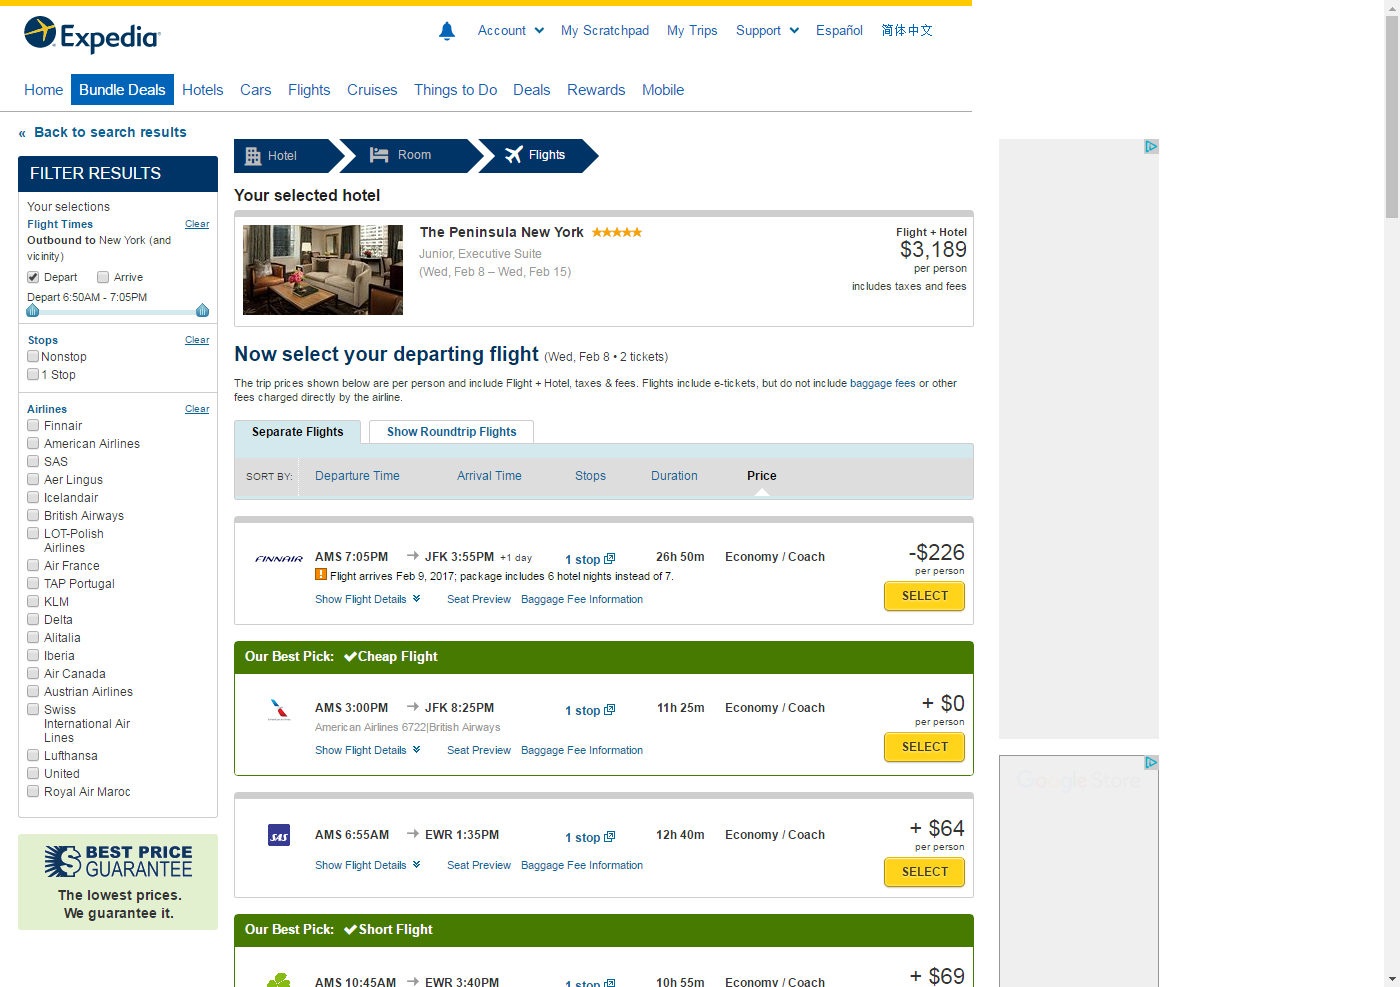 Expedia
Account
My Scratchpad
My Trips
Support
Español
简体中文
Home
Bundle Deals
Hotels
Cars
Flights
Cruises
Things to Do
Deals
Rewards
Mobile
« Back to search results
FILTER RESULTS
Your selections
Flight Times Clear
Outbound to New York (and
vicinity)
Depart Arrive
Depart 6:50AM - 7:05PM
Stops Clear
Nonstop
1 Stop
Airlines Clear
Finnair
American Airlines
SAS
Aer Lingus
Icelandair
British Airways
LOT-Polish
Airlines
Air France
TAP Portugal
KLM
Delta
Alitalia
Iberia
Air Canada
Austrian Airlines
Swiss
International Air
Lines
Lufthansa
United
Royal Air Maroc
BEST PRICE
GUARANTEE
The lowest prices.
We guarantee it.
Hotel Room Flights
Your selected hotel
The Peninsula New York
Junior, Executive Suite
(Wed, Feb 8 – Wed, Feb 15)
Flight + Hotel
$3,189
per person
includes taxes and fees
Now select your departing flight (Wed, Feb 8 • 2 tickets)
The trip prices shown below are per person and include Flight + Hotel, taxes & fees. Flights include e-tickets, but do not include baggage fees or other
fees charged directly by the airline.
Separate Flights Show Roundtrip Flights
SORT BY: Departure Time Arrival Time Stops Duration Price
FINNAIR AMS 7:05PM JFK 3:55PM +1 day 1 stop 26h 50m Economy / Coach -$226
per person
Flight arrives Feb 9, 2017; package includes 6 hotel nights instead of 7.
Show Flight Details Seat Preview Baggage Fee Information SELECT
Our Best Pick: Cheap Flight
AMS 3:00PM JFK 8:25PM 1 stop 11h 25m Economy / Coach + $0
per person
American Airlines 6722|British Airways
Show Flight Details Seat Preview Baggage Fee Information SELECT
SAS AMS 6:55AM EWR 1:35PM 1 stop 12h 40m Economy / Coach + $64
per person
Show Flight Details Seat Preview Baggage Fee Information SELECT
Our Best Pick: Short Flight
AMS 10:45AM EWR 3:40PM 1 stop 10h 55m Economy / Coach + $69
Google Store